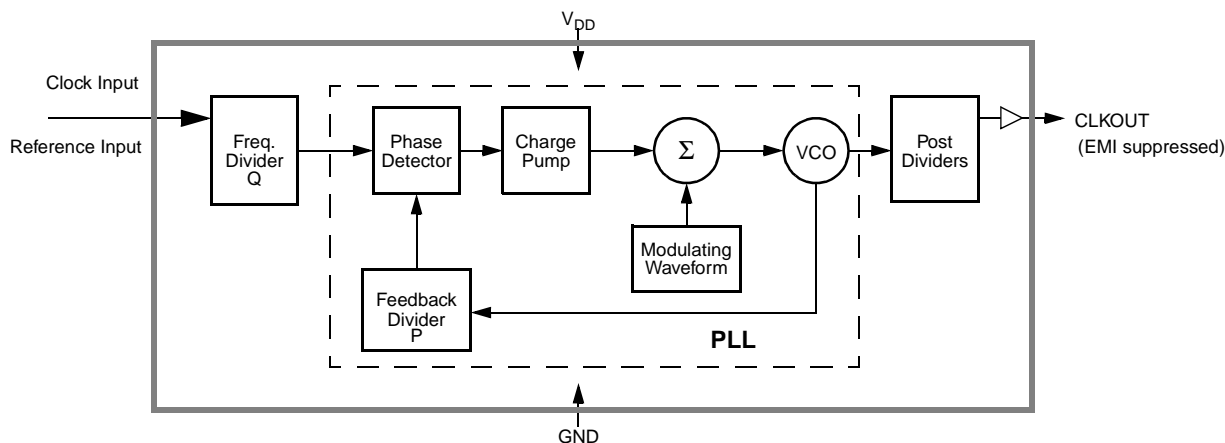 V_DD
Clock Input
Reference Input
Freq.
Divider
Q
Phase
Detector
Charge
Pump
Σ
VCO
Post
Dividers
CLKOUT
(EMI suppressed)
Modulating
Waveform
Feedback
Divider
P
PLL
GND